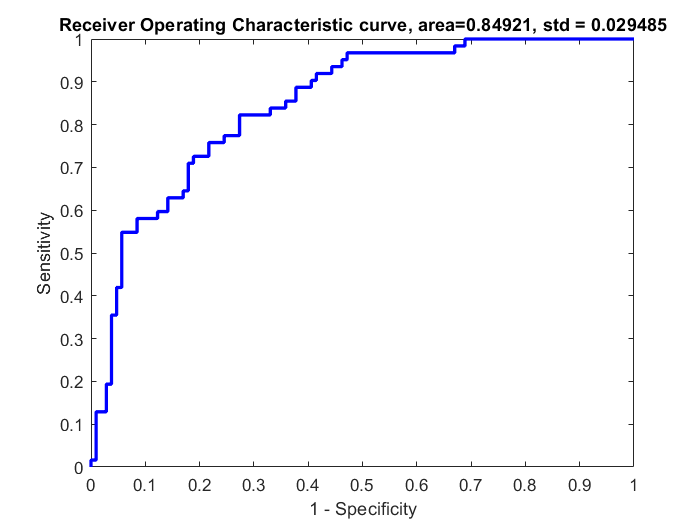 Receiver Operating Characteristic curve, area=0.84921, std = 0.029485
1
0.9
0.8
0.7
0.6
0.5
0.4
0.3
0.2
0.1
0
Sensitivity
0 0.1 0.2 0.3 0.4 0.5 0.6 0.7 0.8 0.9 1
1 - Specificity